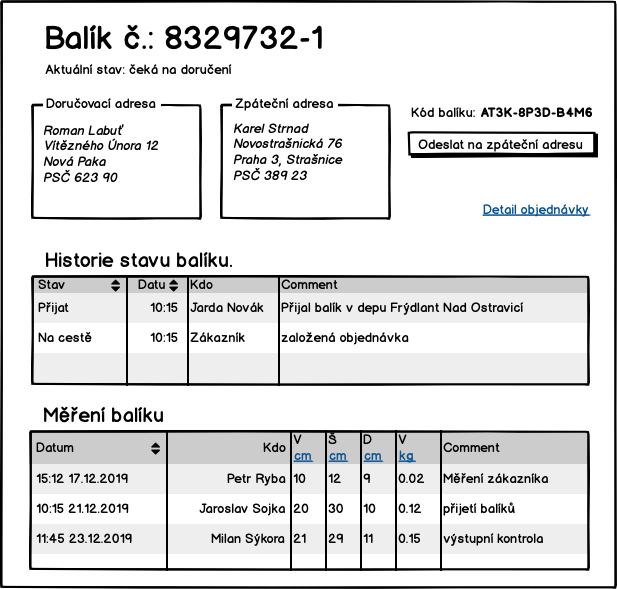 Balík č.: 8329732-1
Aktuální stav: čeká na doručení
Doručovací adresa
Roman Labuť
Vítězného Února 12
Nová Paka
PSČ 623 90
Zpáteční adresa
Karel Strnad
Novostrašnická 76
Praha 3, Strašnice
PSČ 389 23
Kód balíku: AT3K-8P3D-B4M6
Odeslat na zpáteční adresu
Detail objednávky
Historie stavu balíku.
Stav Datu Kdo Comment
Přijat 10:15 Jarda Novák Přijal balík v depu Frýdlant Nad Ostravicí
Na cestě 10:15 Zákazník založená objednávka
Měření balíku
Datum Kdo V cm Š cm D cm V kg Comment
15:12 17.12.2019 Petr Ryba 10 12 9 0.02 Měření zákazníka
10:15 21.12.2019 Jaroslav Sojka 20 30 10 0.12 přijetí balíků
11:45 23.12.2019 Milan Sýkora 21 29 11 0.15 výstupní kontrola